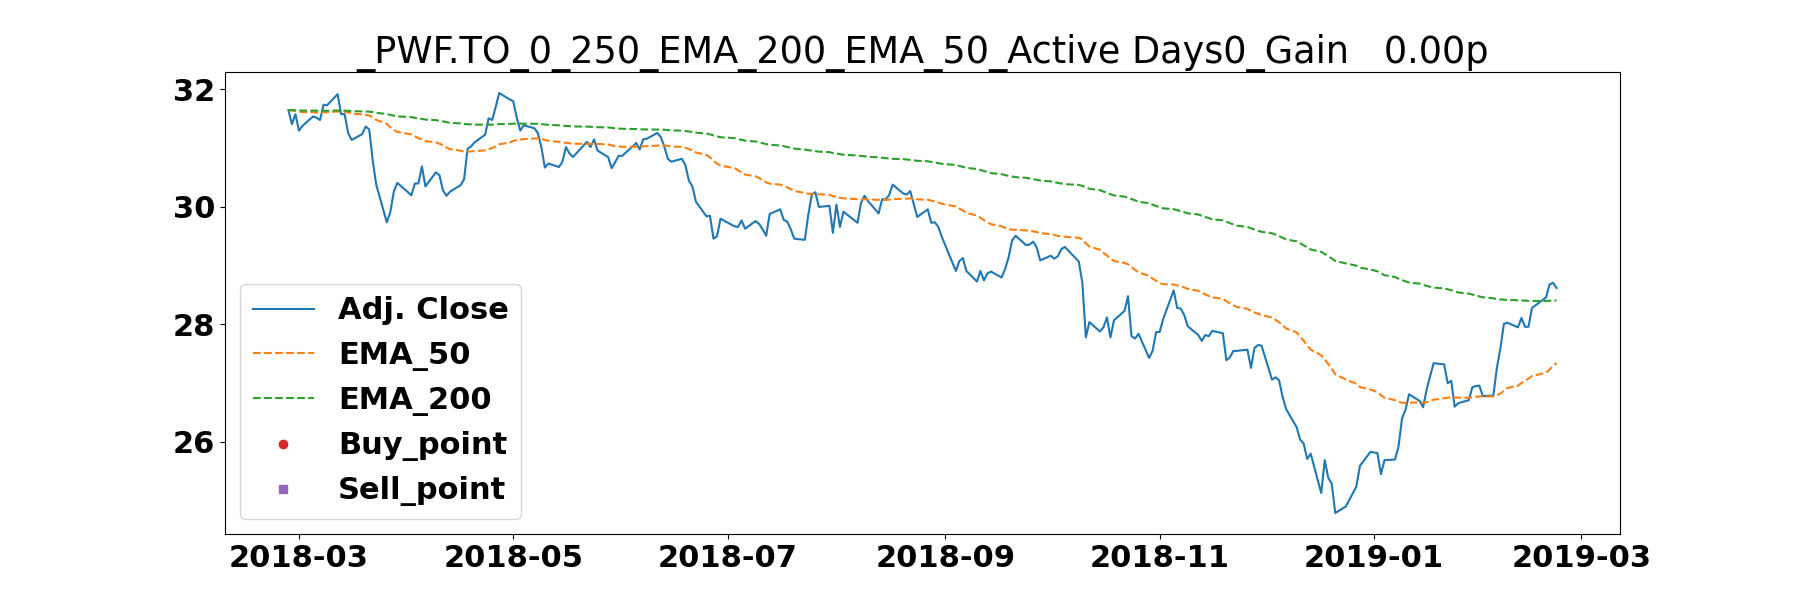 _PWF.TO_0_250_EMA_200_EMA_50_Active Days0_Gain   0.00p
32
30
28
26
Adj. Close
EMA_50
EMA_200
Buy_point
Sell_point
2018-03 2018-05 2018-07 2018-09 2018-11 2019-01 2019-03